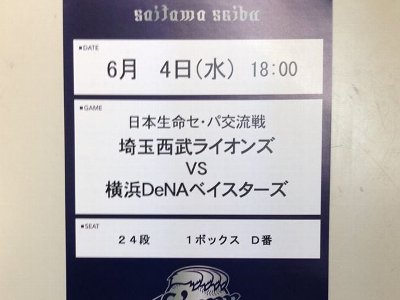 saitama seibu
■DATE
6月 4日(水) 18:00
■GAME
日本生命セ・パ交流戦
埼玉西武ライオンズ
VS
横浜DeNAベイスターズ
■SEAT
24段 1ボックス D番